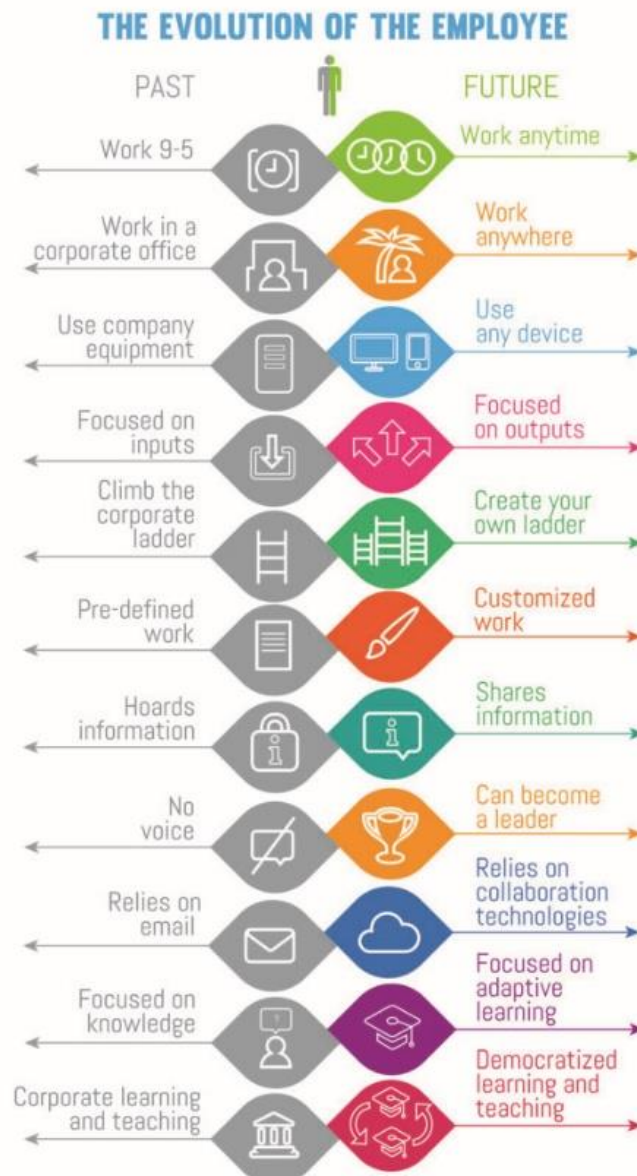 THE EVOLUTION OF THE EMPLOYEE
PAST
FUTURE
Work 9-5
Work anytime
Work in a
corporate office
Work
anywhere
Use company
equipment
Use
any device
Focused on
inputs
Focused
on outputs
Climb the
corporate
ladder
Create your
own ladder
Pre-defined
work
Customized
work
Hoards
information
i
Shares
information
i
No
voice
Can become
a leader
Relies on
email
Relies on
collaboration
technologies
Focused on
knowledge
Focused on
adaptive
learning
Corporate learning
and teaching
Democratized
learning and
teaching